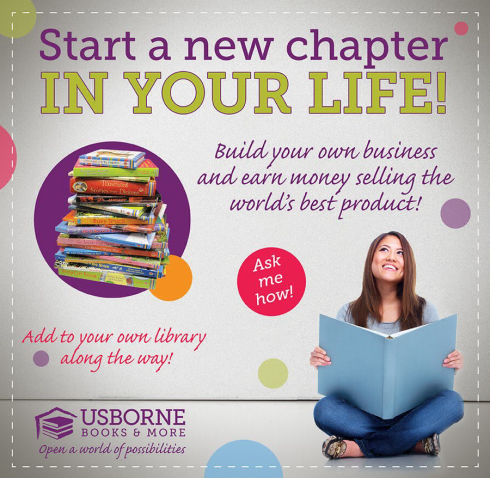 Start a new chapter
IN YOUR LIFE!
Build your own business
and earn money selling the
world's best product!
Ask
me
how!
Add to your own library
along the way!
USBORNE
BOOKS & MORE
Open a world of possibilities